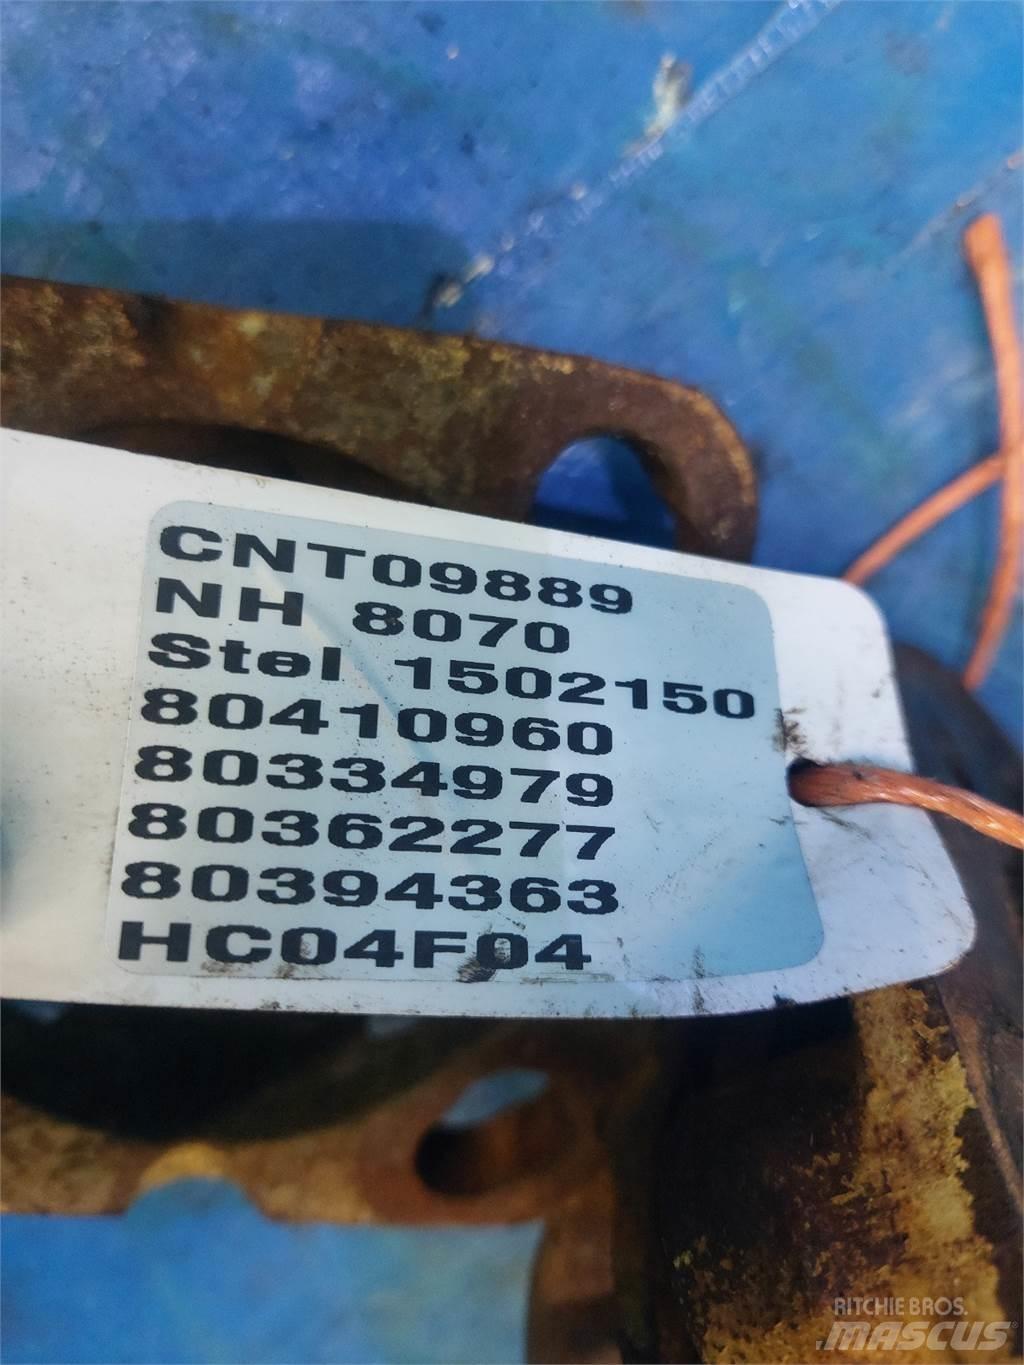 CNT09889
NH 8070
Stel 1502150
80410960
80334979
80362277
80394363
HC04F04
RITCHIE BROS.
MASCUS